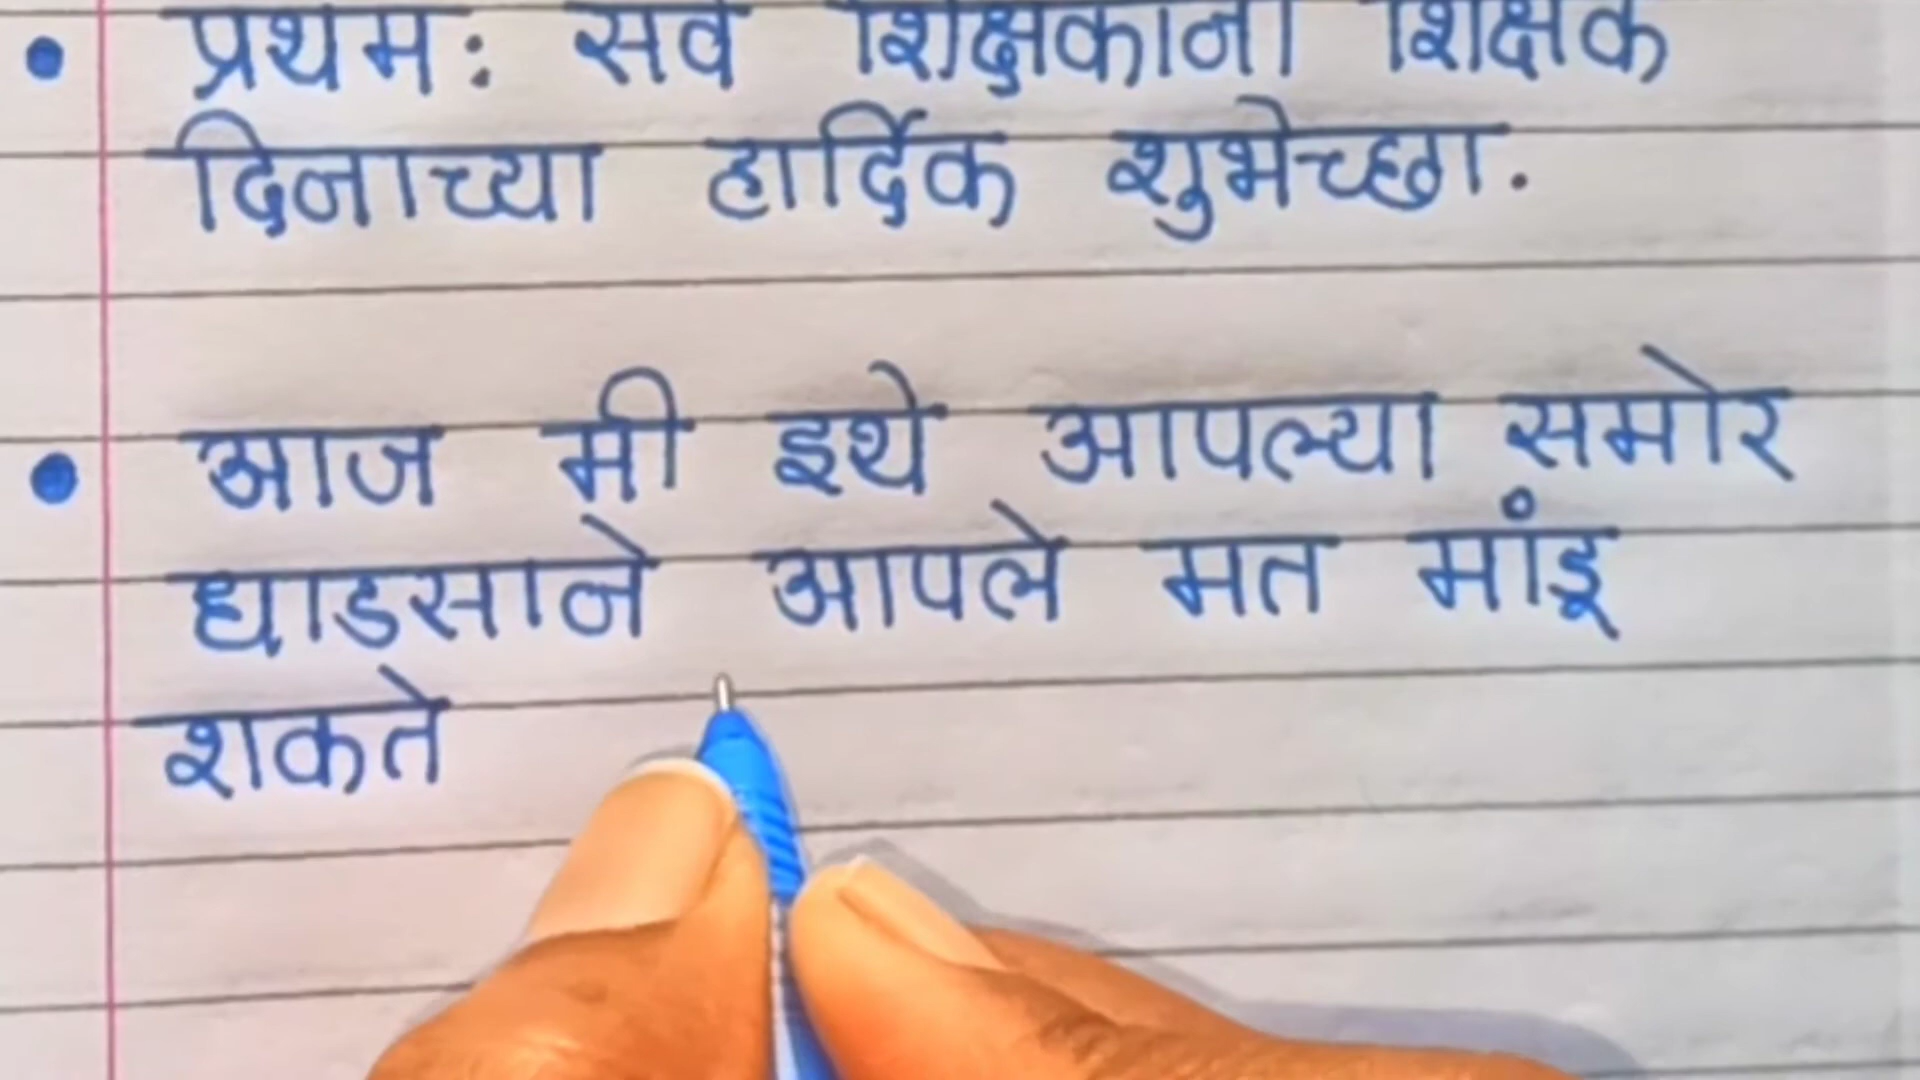 प्रथम: सर्व शिक्षकांना शिक्षक
दिनाच्या हार्दिक शुभेच्छा.
आज मी इथे आपल्या समोर
धाडसाने आपले मत मांडू
शकते